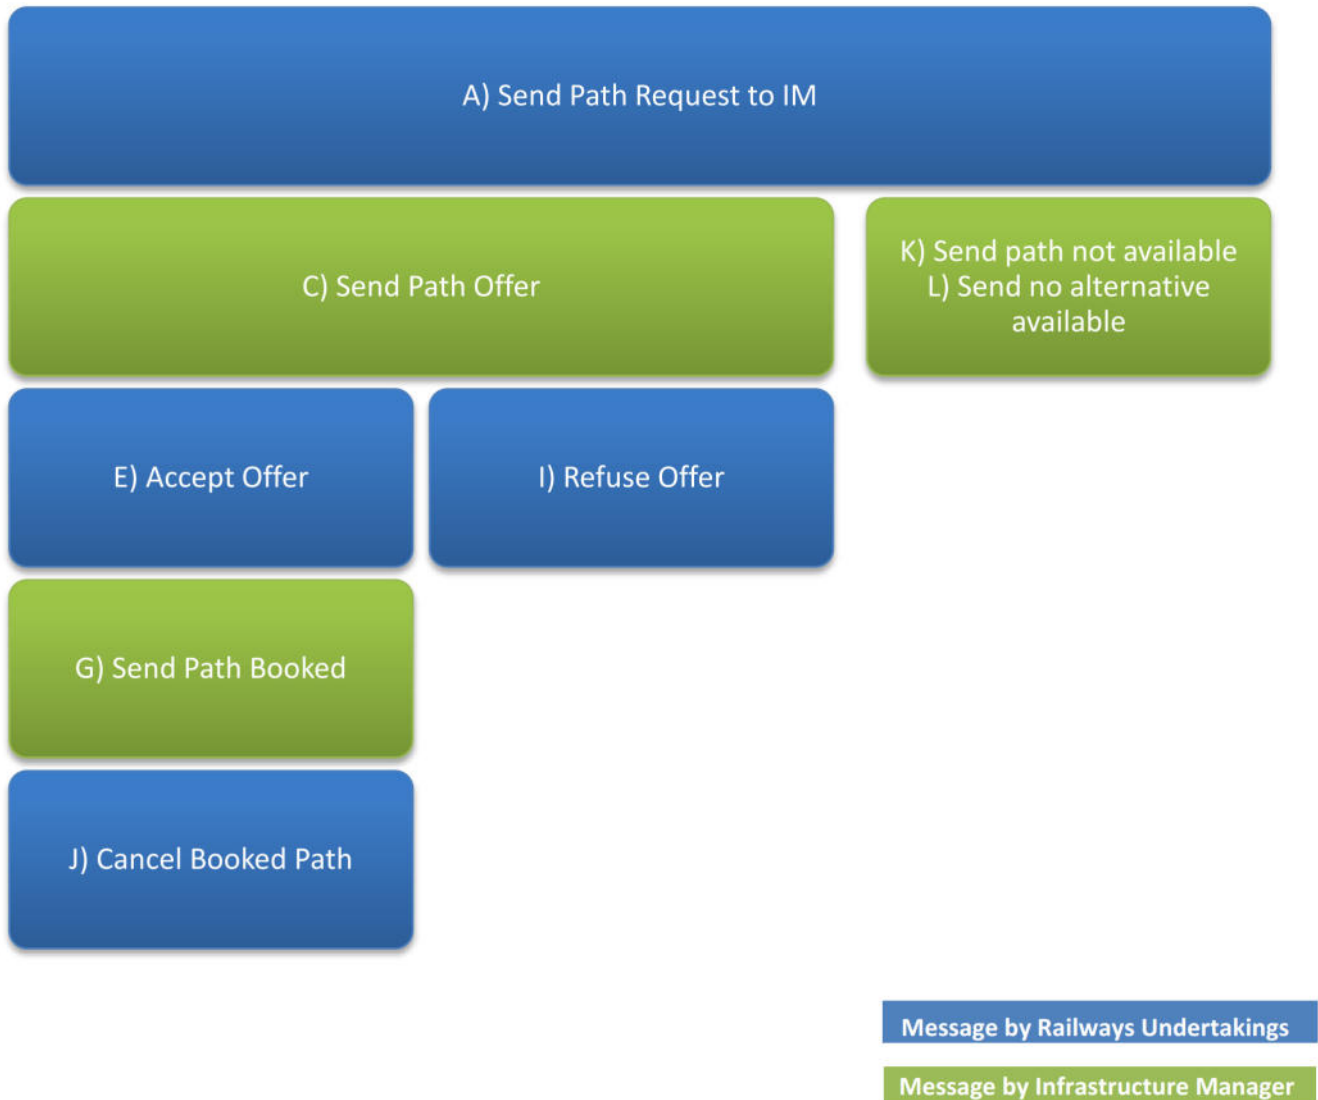 A) Send Path Request to IM
C) Send Path Offer
K) Send path not available
L) Send no alternative
available
E) Accept Offer
I) Refuse Offer
G) Send Path Booked
J) Cancel Booked Path
Message by Railways Undertakings
Message by Infrastructure Manager